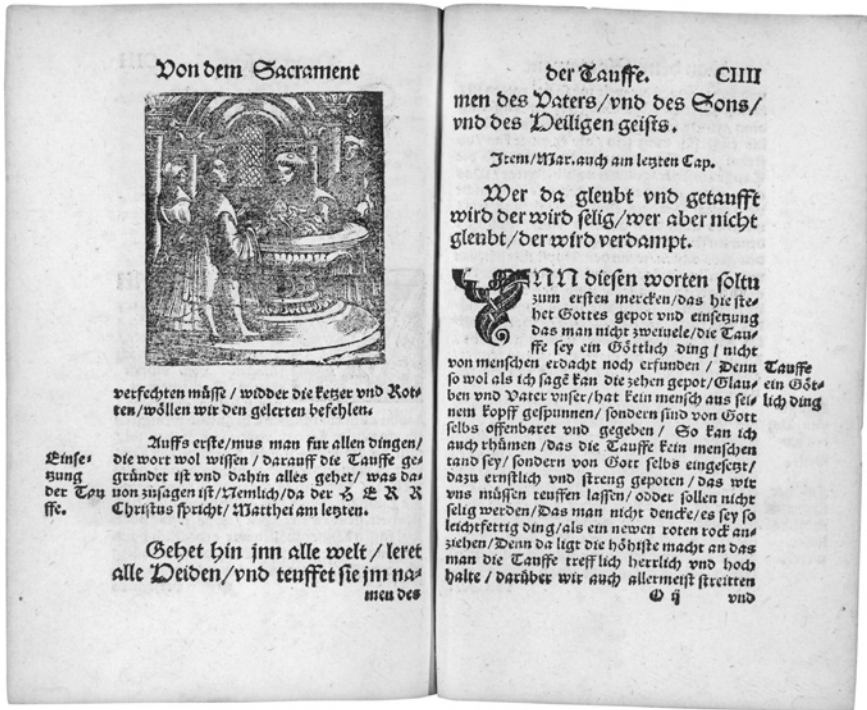 Von dem Sacrament
verfechten müsse / widder die ketzer vnd Rot⸗
ten/wöllen wir den gelerten befehlen.
Auffs erste/mus man fur allen dingen/
die wort wol wissen / darauff die Tauffe ge⸗
gründet ist vnd dahin alles gehet/ was da⸗
uon zusagen ist/Nemlich/da der HERR
Christus spricht/ Matthei am letzten.
Einse⸗
tzung
der Tau
ffe.
Gehet hin jnn alle welt / leret
alle Heiden/vnd teuffet sie jm na⸗
men des
der Tauffe. CIIII
men des Vaters/vnd des Sons/
vnd des Heiligen geists.
Item/Mar.auch am letzten Cap.
Wer da gleubt vnd getaufft
wird der wird selig/wer aber nicht
gleubt/der wird verdampt.
JNN diesen worten soltu
zum ersten mercken/das hie ste⸗
het Gottes gepot vnd einsetzung
das man nicht zweiuele/die Tau⸗
ffe sey ein Göttlich ding / nicht
von menschen erdacht noch erfunden / Denn
so wol als ich sagē kan die zehen gepot/Glau⸗
ben vnd Vater vnser/hat kein mensch aus sei⸗
nem kopff gespunnen/ sondern sind von Gott
selbs offenbaret vnd gegeben / So kan ich
auch rhümen /das die Tauffe kein menschen
tand sey/ sondern von Gott selbs eingesetzt/
dazu ernstlich vnd streng gepoten /das wir
vns müssen teuffen lassen/ odder sollen nicht
selig werden/Das man nicht dencke/es sey so
leichtfertig ding/als ein newen roten rock an⸗
ziehen/Denn da ligt die höhiste macht an das
man die Tauffe trefflich herrlich vnd hoch
halte / darüber wir auch allermeist streitten
Tauffe
ein Göt⸗
lich ding
O ij vnd